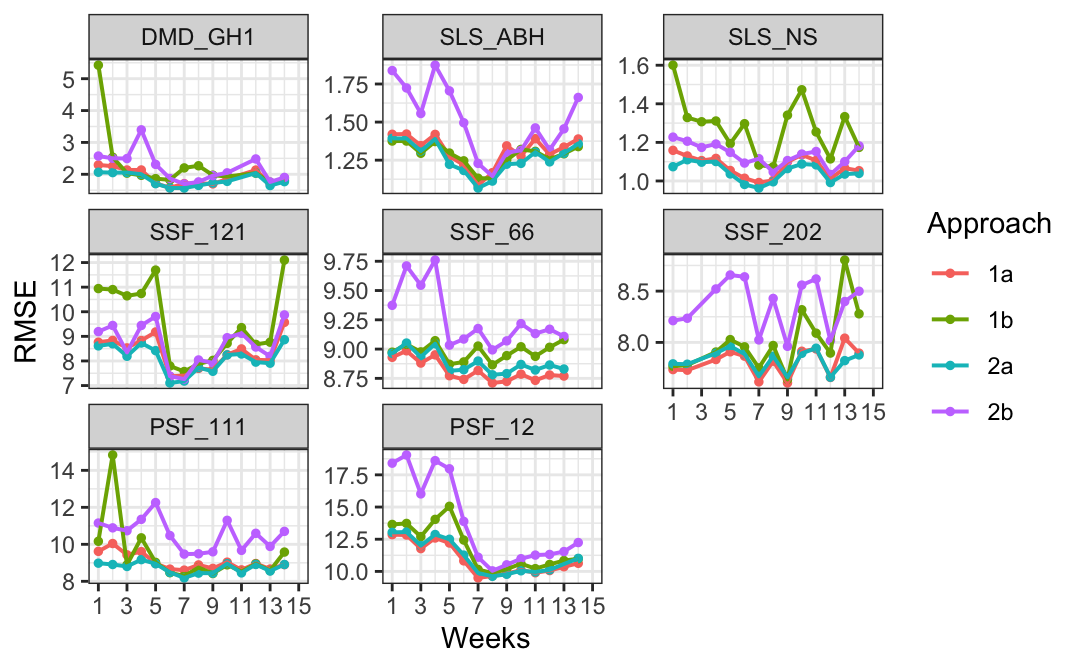 DMD_GH1 SLS_ABH SLS_NS
5
4
3
2
1.75
1.50
1.25
1.6
1.4
1.2
1.0
SSF_121 SSF_66 SSF_202
12
11
10
9
8
7
9.75
9.50
9.25
9.00
8.75
8.5
8.0
1 3 5 7 9 11 13 15
PSF_111 PSF_12
14
12
10
8
17.5
15.0
12.5
10.0
1 3 5 7 9 11 13 15 1 3 5 7 9 11 13 15
Weeks
RMSE
Approach
1a
1b
2a
2b